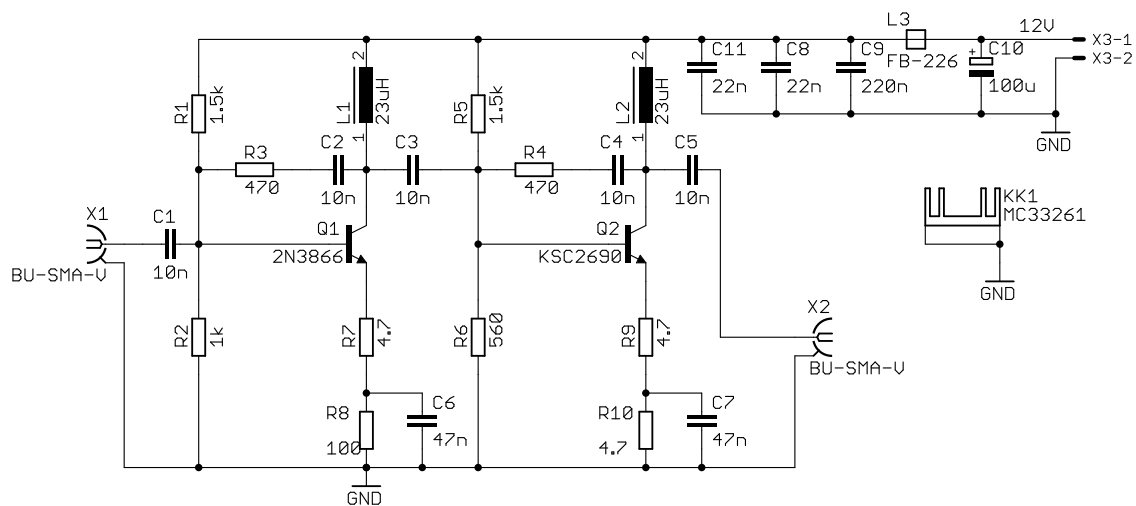 L3
12V
X3-1
X3-2
C11
C8
C9
FB-226
+
C10
22n
22n
220n
100u
GND
R1
1.5k
L1
23uH
2
1
R5
1.5k
L2
23uH
2
1
R3
470
C2
10n
C3
10n
R4
470
C4
10n
C5
10n
KK1
MC33261
GND
X1
BU-SMA-V
C1
10n
Q1
2N3866
Q2
KSC2690
R2
1k
R7
4.7
R6
560
R9
4.7
X2
BU-SMA-V
R8
100
C6
47n
R10
4.7
C7
47n
GND